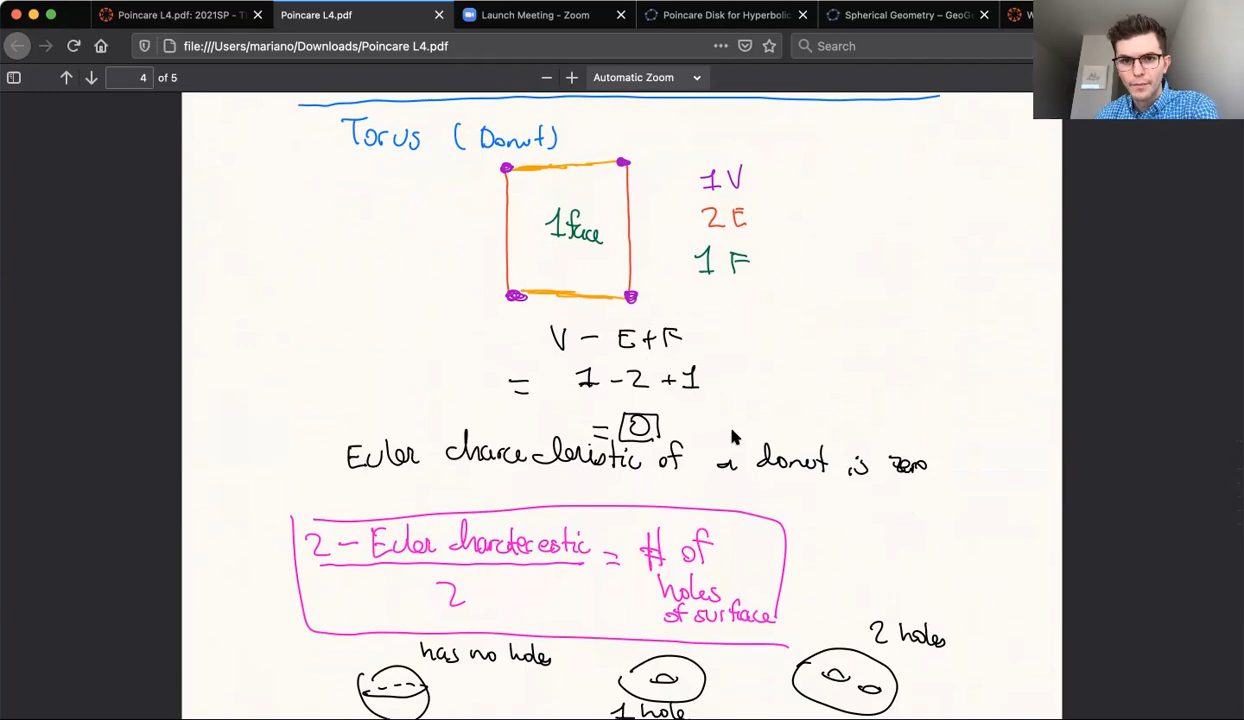 Poincare L4.pdf: 2021SP - T
Poincare L4.pdf
Launch Meeting - Zoom
Poincare Disk for Hyperbolic
Spherical Geometry – GeoG
file:///Users/mariano/Downloads/Poincare L4.pdf
Search
4 of 5
Automatic Zoom
Torus (Donut)
1 face
1 V
2 E
1 F
V - E + F
= 1 - 2 + 1
= 0
Euler charecleristic of a donut is zero
2 - Euler charcterestic = # of
2
holes
of surface
2 holes
has no holes
1 hole